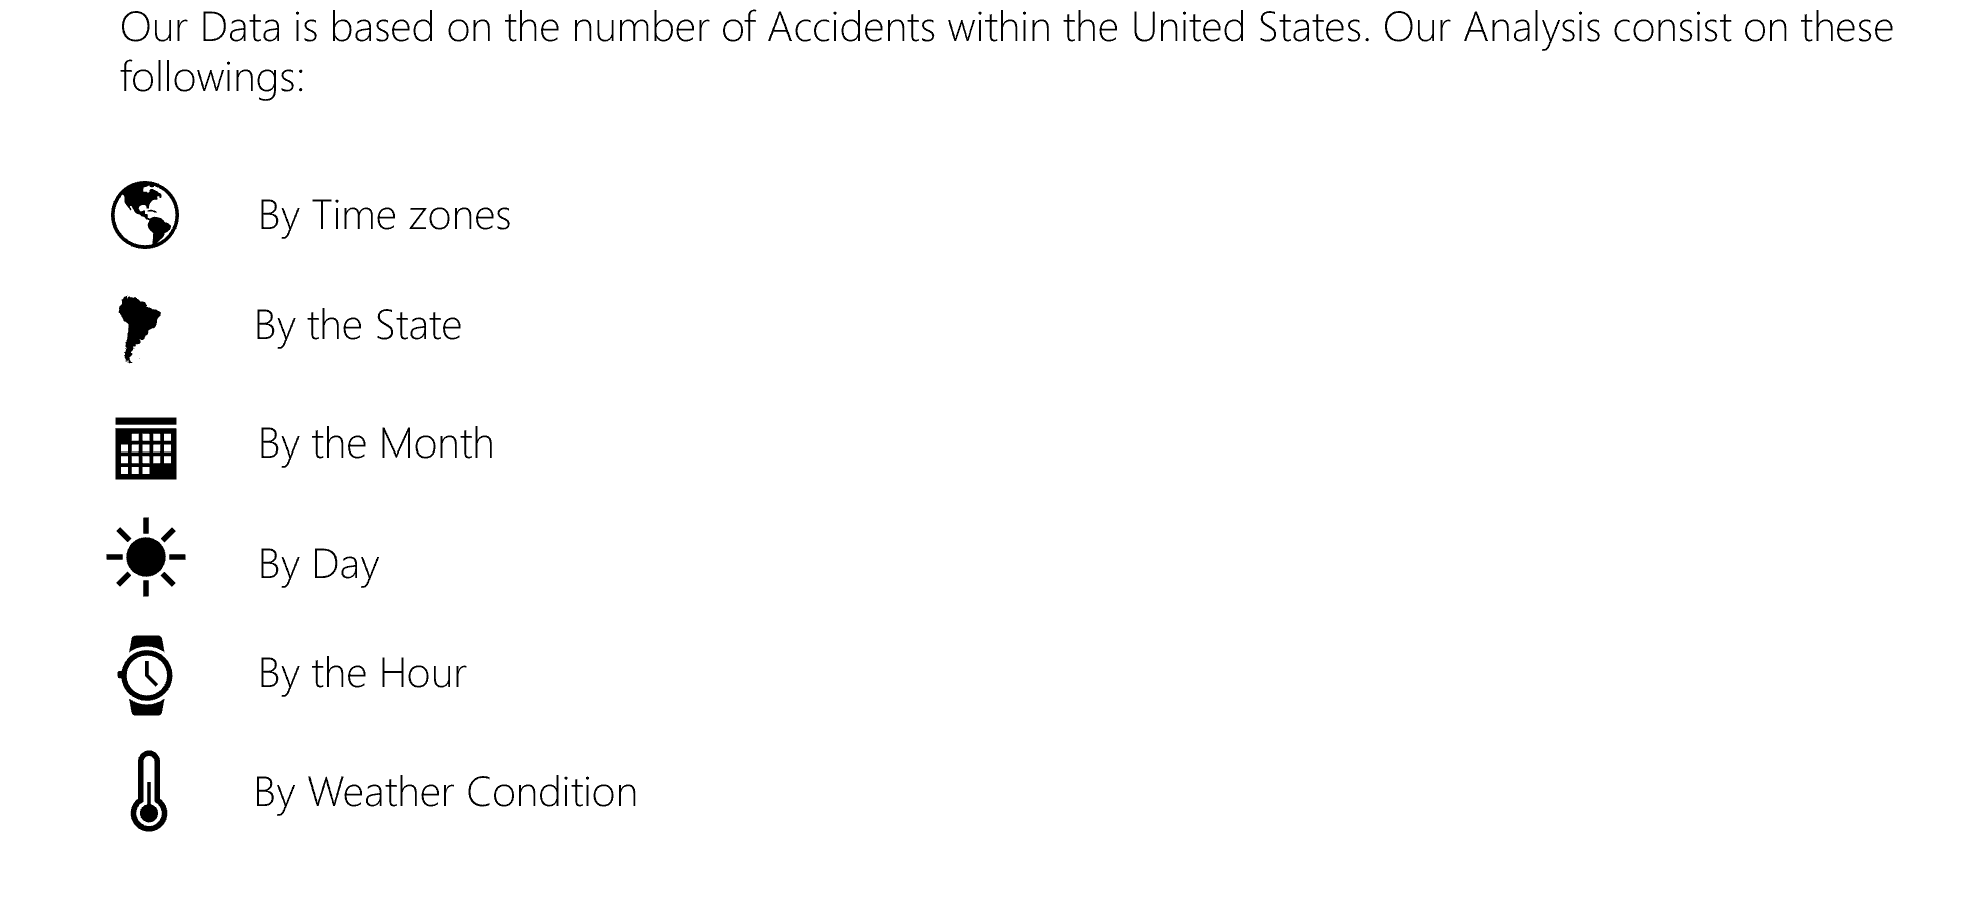 Our Data is based on the number of Accidents within the United States. Our Analysis consist on these
followings:
By Time zones
By the State
By the Month
By Day
By the Hour
By Weather Condition